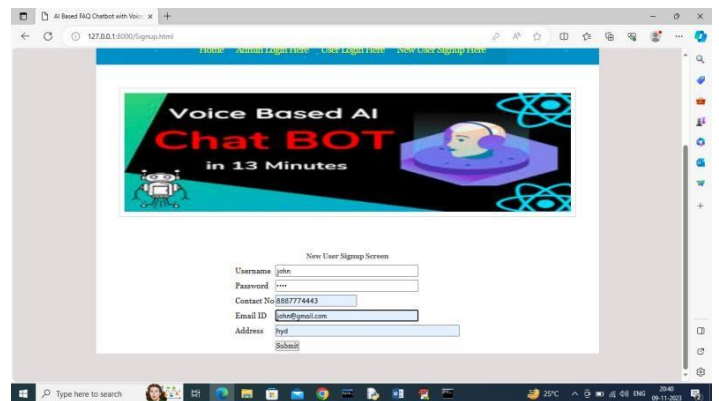 AI Based FAQ Chatbot with Voic
127.0.0.1:8000/Signup.html
Home Admin Login Here User Login Here New User Signup Here
Voice Based AI
Chat BOT
in 13 Minutes
New User Signup Screen
Username john
Password ••••
Contact No 8887774443
Email ID john@gmail.com
Address hyd
Submit
Type here to search
25°C
ENG
20:40
09-11-2023